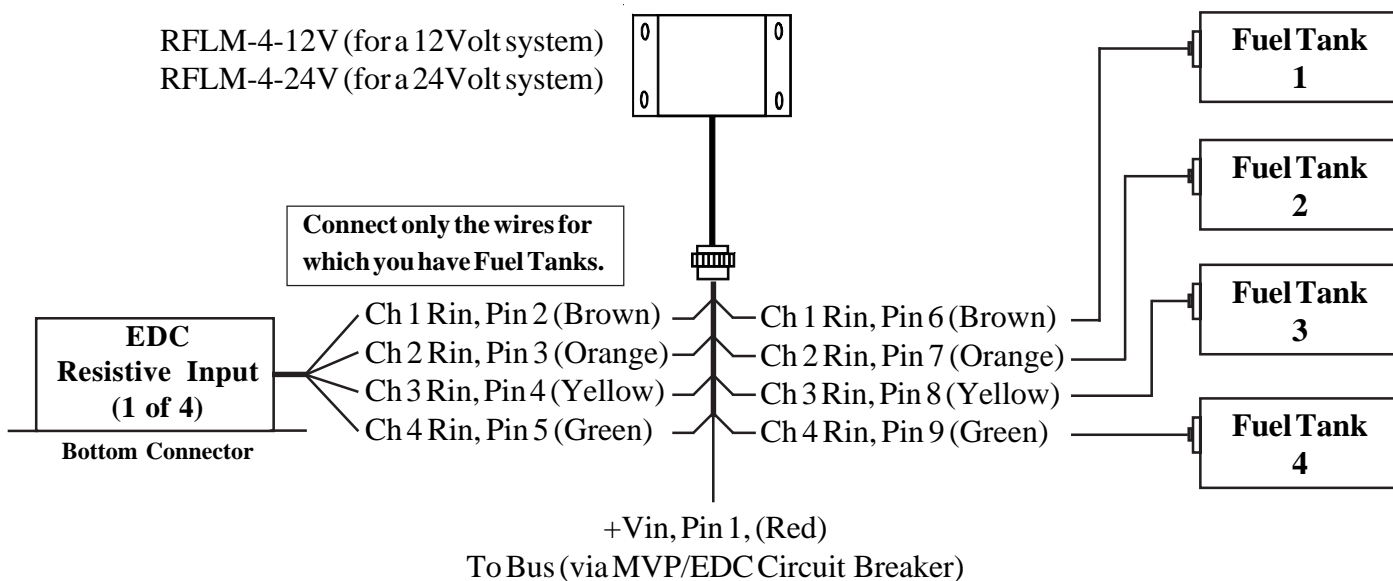 RFLM-4-12V (for a 12Volt system)
RFLM-4-24V (for a 24Volt system)
Fuel Tank
1
Fuel Tank
2
Fuel Tank
3
Fuel Tank
4
Connect only the wires for
which you have Fuel Tanks.
EDC
Resistive Input
(1 of 4)
Bottom Connector
Ch 1 Rin, Pin 2 (Brown)
Ch 2 Rin, Pin 3 (Orange)
Ch 3 Rin, Pin 4 (Yellow)
Ch 4 Rin, Pin 5 (Green)
Ch 1 Rin, Pin 6 (Brown)
Ch 2 Rin, Pin 7 (Orange)
Ch 3 Rin, Pin 8 (Yellow)
Ch 4 Rin, Pin 9 (Green)
+Vin, Pin 1, (Red)
To Bus (via MVP/EDC Circuit Breaker)